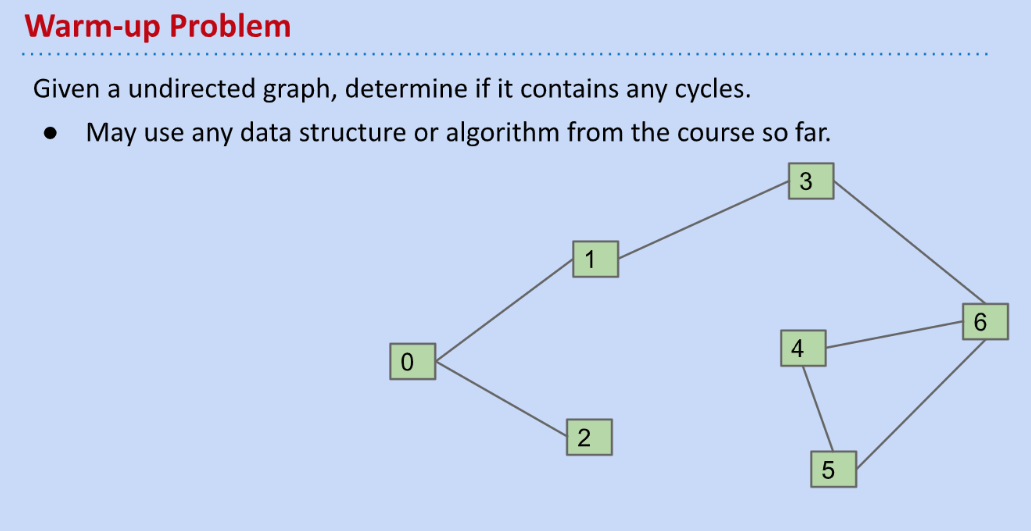 Warm-up Problem
Given a undirected graph, determine if it contains any cycles.
● May use any data structure or algorithm from the course so far.
3
1
6
4
0
2
5